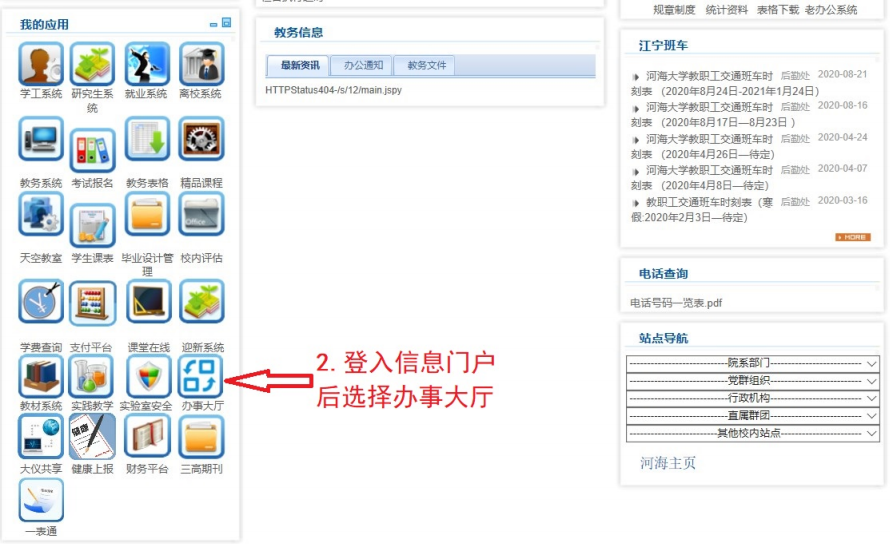 我的应用
学工系统 研究生系统 就业系统 离校系统
教务系统 考试报名 教务表格 精品课程
天空教室 学生课表 毕业设计管理 校内评估
Office
学费查询 支付平台 课堂在线 迎新系统
教材系统 实践教学 实验室安全 办事大厅
大仪共享 健康上报 财务平台 三高期刊
一表通
教务信息
最新资讯 办公通知 教务文件
HTTPStatus404-/s/12/main.jspy
2. 登入信息门户
后选择办事大厅
规章制度 统计资料 表格下载 老办公系统
江宁班车
河海大学教职工交通班车时 后勤处 2020-08-21
刻表 （2020年8月24日-2021年1月24日）
河海大学教职工交通班车时 后勤处 2020-08-16
刻表 （2020年8月17日—8月23日 ）
河海大学教职工交通班车时 后勤处 2020-04-24
刻表 （2020年4月26日—待定）
河海大学教职工交通班车时 后勤处 2020-04-07
刻表 （2020年4月8日—待定）
教职工交通班车时刻表（寒 后勤处 2020-03-16
假:2020年2月3日—待定）
MORE
电话查询
电话号码一览表.pdf
站点导航
院系部门
党群组织
行政机构
直属群团
其他校内站点
河海主页